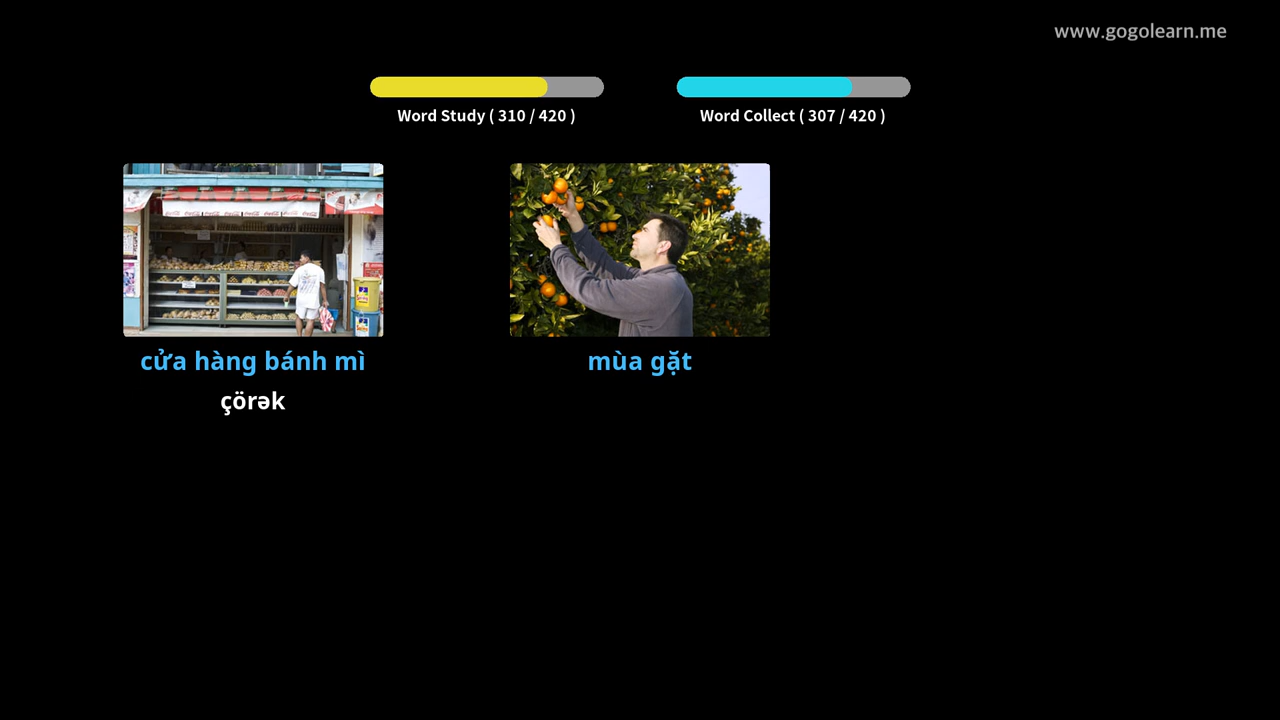 www.gogolearn.me
Word Study ( 310 / 420 )
Word Collect ( 307 / 420 )
cửa hàng bánh mì
mùa gặt
çörək